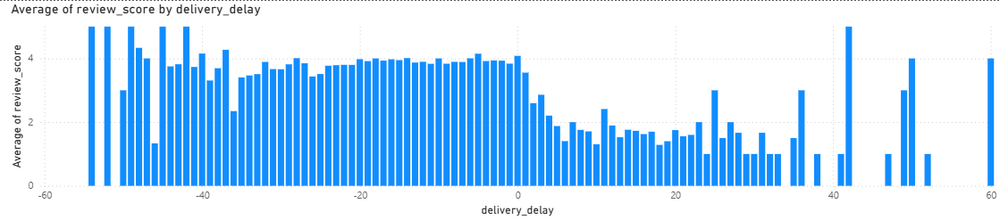 Average of review_score by delivery_delay
Average of review_score
4
2
0
-60 -40 -20 0 20 40 60
delivery_delay